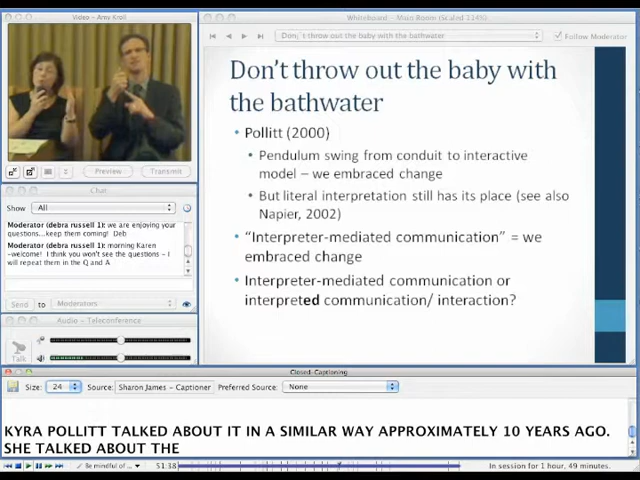 Video - Amy Kroll
Preview
Transmit
Chat
Show
All
Moderator (debra russell 1): we are enjoying your
questions...keep them coming!  Deb
Moderator (debra russell 1): morning Karen
-welcome!  I think you won't see the questions - I
will repeat them in the Q and A
Send
to
Moderators
Audio - Teleconference
Talk
Whiteboard - Main Room (Scaled 124%)
Don¸t throw out the baby with the bathwater
Follow Moderator
Don't throw out the baby with
the bathwater
• Pollitt (2000)
• Pendulum swing from conduit to interactive
model – we embraced change
• But literal interpretation still has its place (see also
Napier, 2002)
• "Interpreter-mediated communication" = we
embraced change
• Interpreter-mediated communication or
interpreted communication/ interaction?
Closed-Captioning
Size: 24 Source: Sharon James - Captioner Preferred Source: None
KYRA POLLITT TALKED ABOUT IT IN A SIMILAR WAY APPROXIMATELY 10 YEARS AGO.
SHE TALKED ABOUT THE
Be mindful of ...
51:38
In session for 1 hour, 49 minutes.